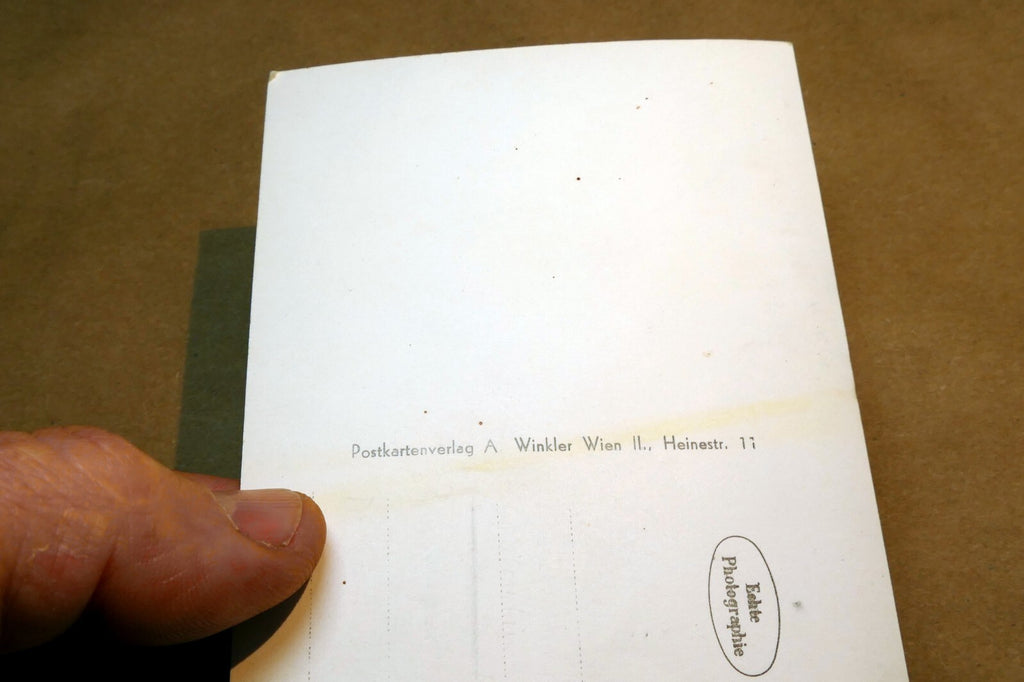 Postkartenverlag A Winkler Wien II., Heinestr. 11
Echte
Photographie